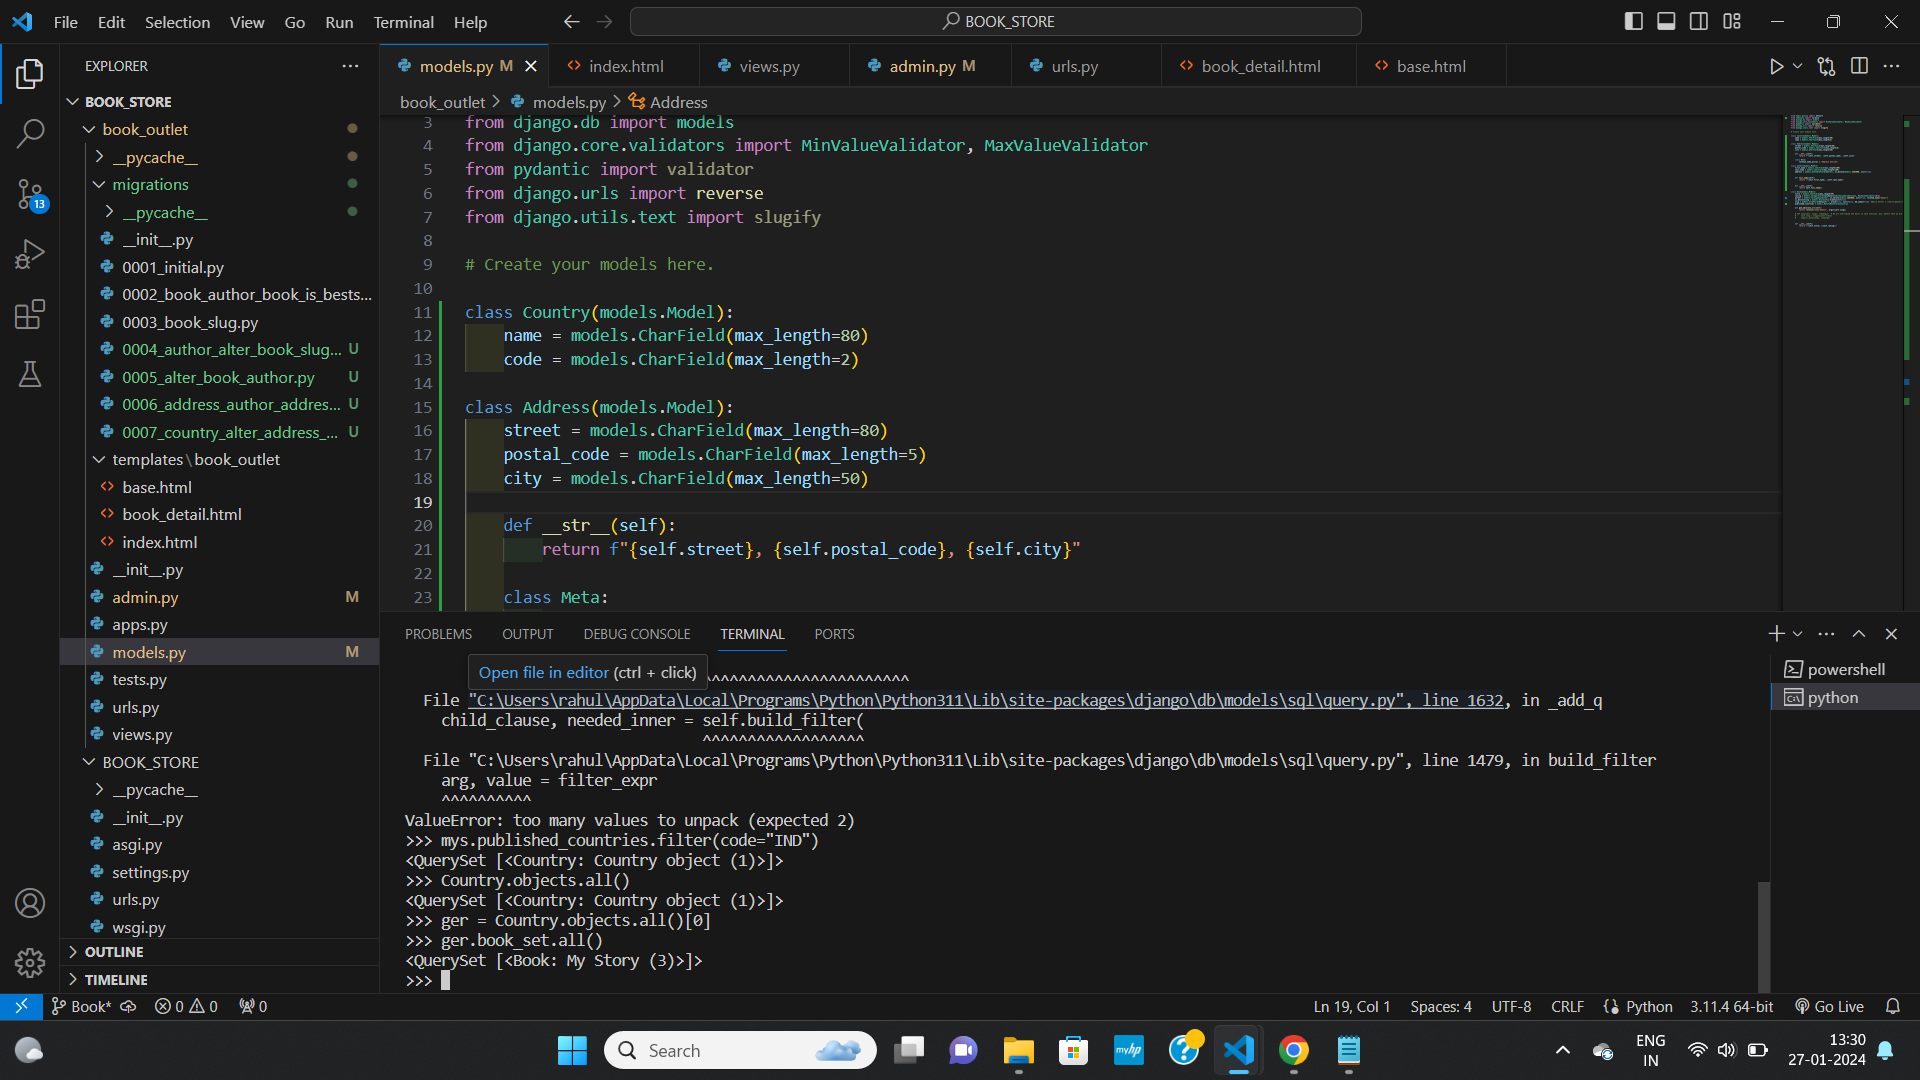 File Edit Selection View Go Run Terminal Help
BOOK_STORE
EXPLORER
BOOK_STORE
book_outlet
__pycache__
migrations
__pycache__
__init__.py
0001_initial.py
0002_book_author_book_is_bests...
0003_book_slug.py
0004_author_alter_book_slug... U
0005_alter_book_author.py U
0006_address_author_addres... U
0007_country_alter_address_... U
templates\book_outlet
base.html
book_detail.html
index.html
__init__.py
admin.py M
apps.py
models.py M
tests.py
urls.py
views.py
BOOK_STORE
__pycache__
__init__.py
asgi.py
settings.py
urls.py
wsgi.py
OUTLINE
TIMELINE
13
models.py M index.html views.py admin.py M urls.py book_detail.html base.html
book_outlet > models.py > Address
3 from django.db import models
4 from django.core.validators import MinValueValidator, MaxValueValidator
5 from pydantic import validator
6 from django.urls import reverse
7 from django.utils.text import slugify
8
9 # Create your models here.
10
11 class Country(models.Model):
12 name = models.CharField(max_length=80)
13 code = models.CharField(max_length=2)
14
15 class Address(models.Model):
16 street = models.CharField(max_length=80)
17 postal_code = models.CharField(max_length=5)
18 city = models.CharField(max_length=50)
19
20 def __str__(self):
21 return f"{self.street}, {self.postal_code}, {self.city}"
22
23 class Meta:
PROBLEMS OUTPUT DEBUG CONSOLE TERMINAL PORTS
Open file in editor (ctrl + click)
^^^^^^^^^^^^^^^^^^^^^^^
File "C:\Users\rahul\AppData\Local\Programs\Python\Python311\Lib\site-packages\django\db\models\sql\query.py", line 1632, in _add_q
child_clause, needed_inner = self.build_filter(
^^^^^^^^^^^^^^^^^^
File "C:\Users\rahul\AppData\Local\Programs\Python\Python311\Lib\site-packages\django\db\models\sql\query.py", line 1479, in build_filter
arg, value = filter_expr
^^^^^^^^^^
ValueError: too many values to unpack (expected 2)
>>> mys.published_countries.filter(code="IND")
<QuerySet [<Country: Country object (1)>]>
>>> Country.objects.all()
<QuerySet [<Country: Country object (1)>]>
>>> ger = Country.objects.all()[0]
>>> ger.book_set.all()
<QuerySet [<Book: My Story (3)>]>
>>>
powershell
python
Book* 0 0 0 Ln 19, Col 1 Spaces: 4 UTF-8 CRLF Python 3.11.4 64-bit Go Live
Search
myhp
ENG
IN
13:30
27-01-2024